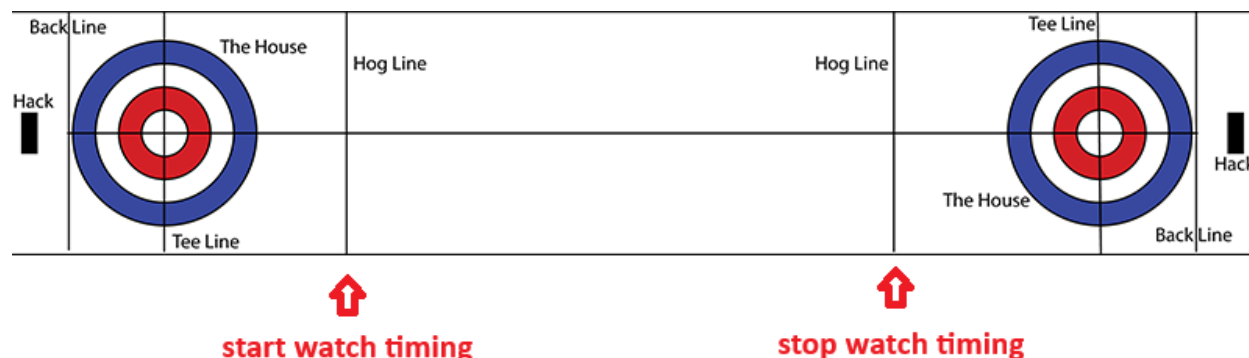 Back Line
The House
Hog Line
Hack
Tee Line
Tee Line
Hog Line
Hack
The House
Back Line
start watch timing
stop watch timing